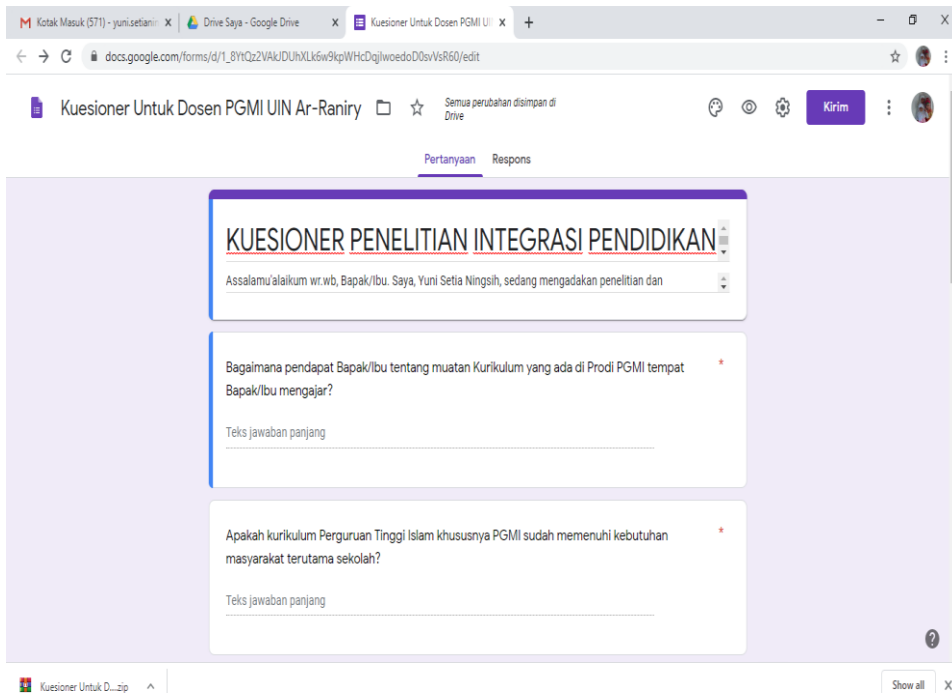 Kotak Masuk (571) - yuni.setiani
Drive Saya - Google Drive
Kuesioner Untuk Dosen PGMI UI
docs.google.com/forms/d/1_8YtQz2VAkJDUhXLk6w9kpWHcDqjIwoedoD0svVsR60/edit
Kuesioner Untuk Dosen PGMI UIN Ar-Raniry
Semua perubahan disimpan di
Drive
Kirim
Pertanyaan Respons
KUESIONER PENELITIAN INTEGRASI PENDIDIKAN
Assalamu'alaikum wr.wb, Bapak/Ibu. Saya, Yuni Setia Ningsih, sedang mengadakan penelitian dan
Bagaimana pendapat Bapak/Ibu tentang muatan Kurikulum yang ada di Prodi PGMI tempat *
Bapak/Ibu mengajar?
Teks jawaban panjang
Apakah kurikulum Perguruan Tinggi Islam khususnya PGMI sudah memenuhi kebutuhan *
masyarakat terutama sekolah?
Teks jawaban panjang
Kuesioner Untuk D....zip
Show all